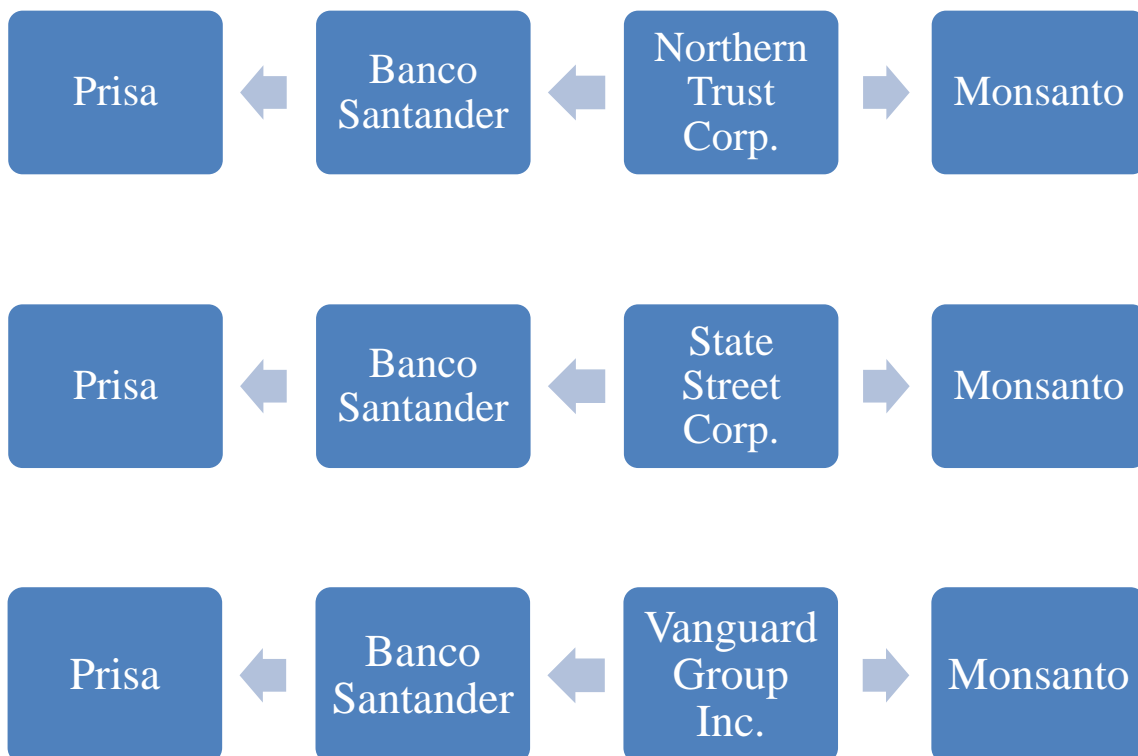 Prisa
Banco
Santander
Northern
Trust
Corp.
Monsanto
Prisa
Banco
Santander
State
Street
Corp.
Monsanto
Prisa
Banco
Santander
Vanguard
Group
Inc.
Monsanto